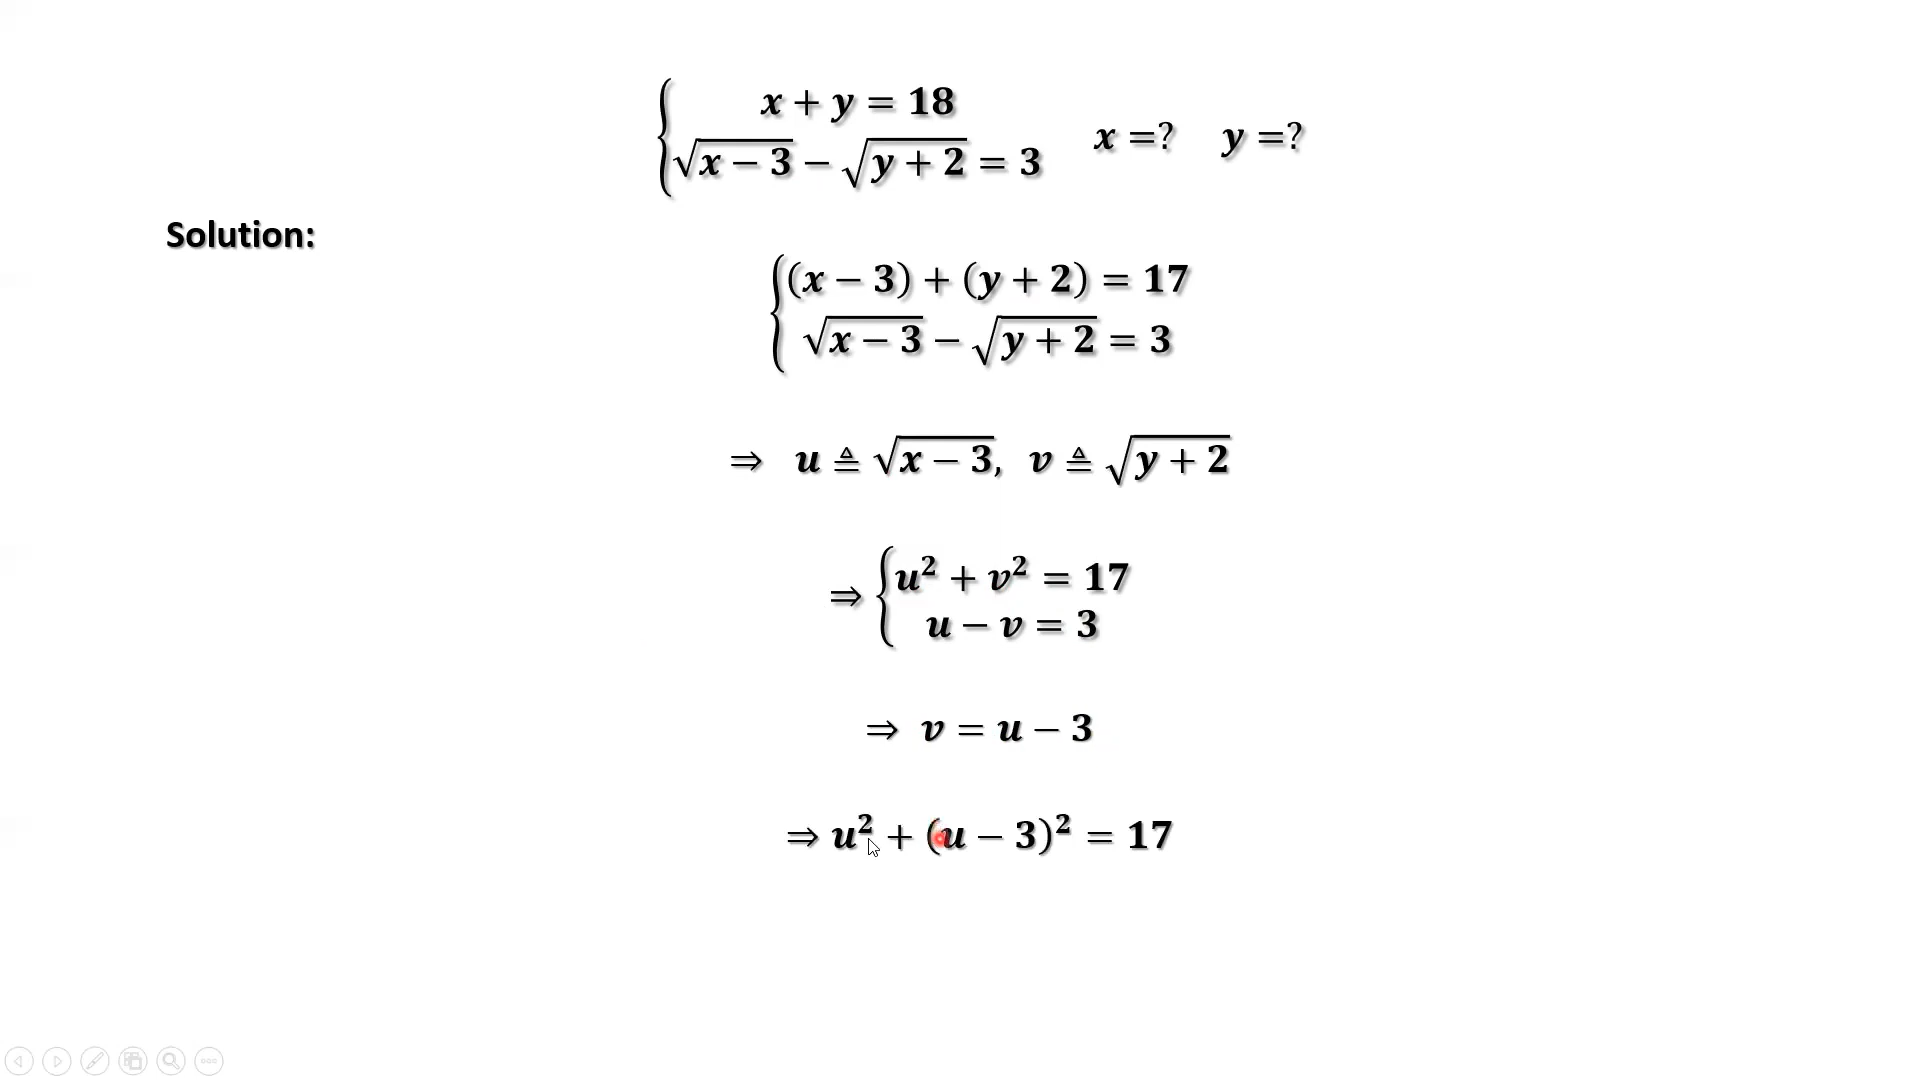 x + y = 18
√(x − 3) − √(y + 2) = 3 x =? y =?
Solution:
(x − 3) + (y + 2) = 17
√(x − 3) − √(y + 2) = 3
⇒ u ≜ √(x − 3), v ≜ √(y + 2)
⇒ { u² + v² = 17
u − v = 3
⇒ v = u − 3
⇒ u² + (u − 3)² = 17